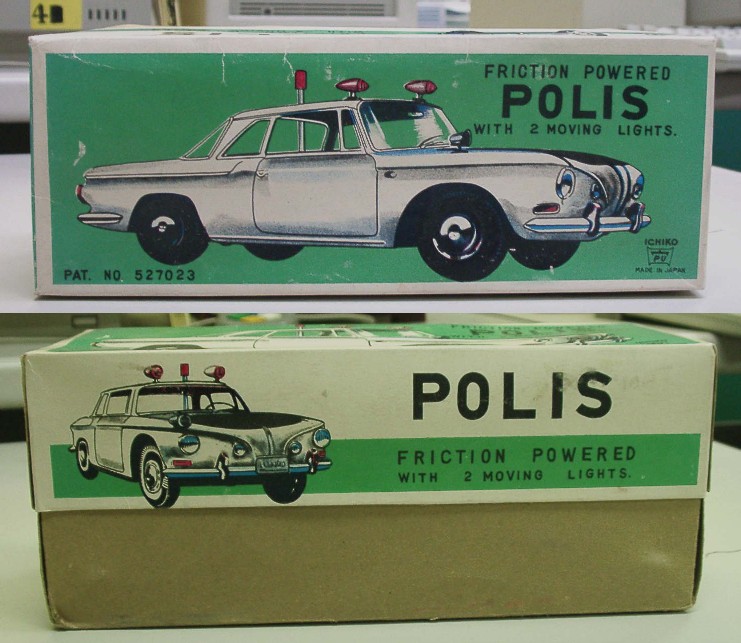 4
FRICTION POWERED
POLIS
WITH 2 MOVING LIGHTS.
PAT. NO. 527023
ICHIKO
MADE IN JAPAN
POLIS
FRICTION POWERED
WITH 2 MOVING LIGHTS.